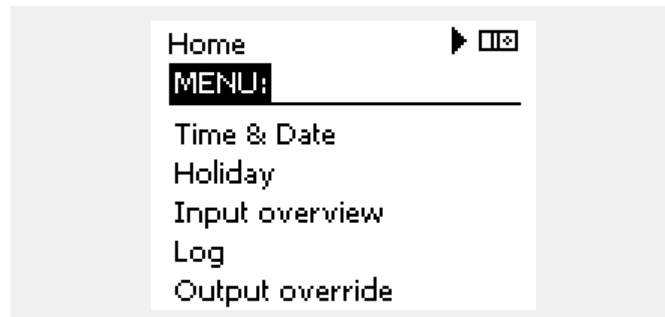 Home
MENU:
Time & Date
Holiday
Input overview
Log
Output override